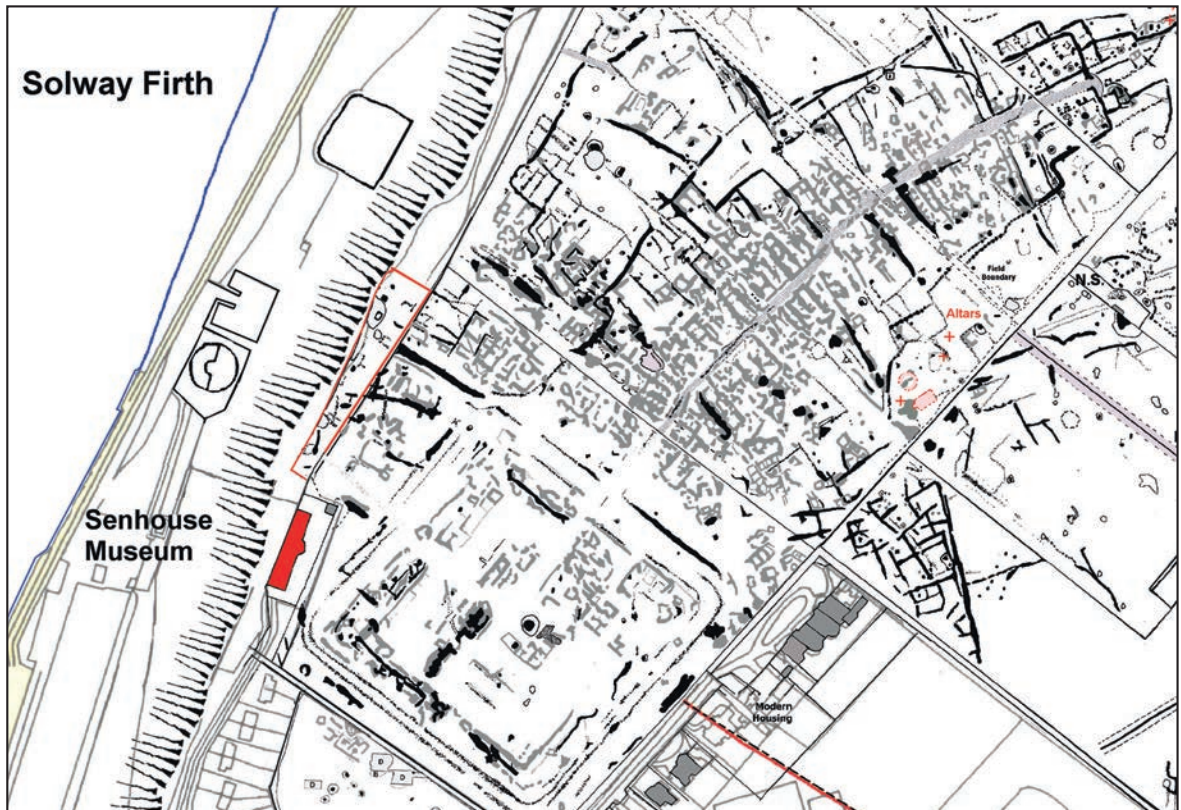 Solway Firth
Field
Boundary
N.S.
Altars
Senhouse
Museum
Modern
Housing